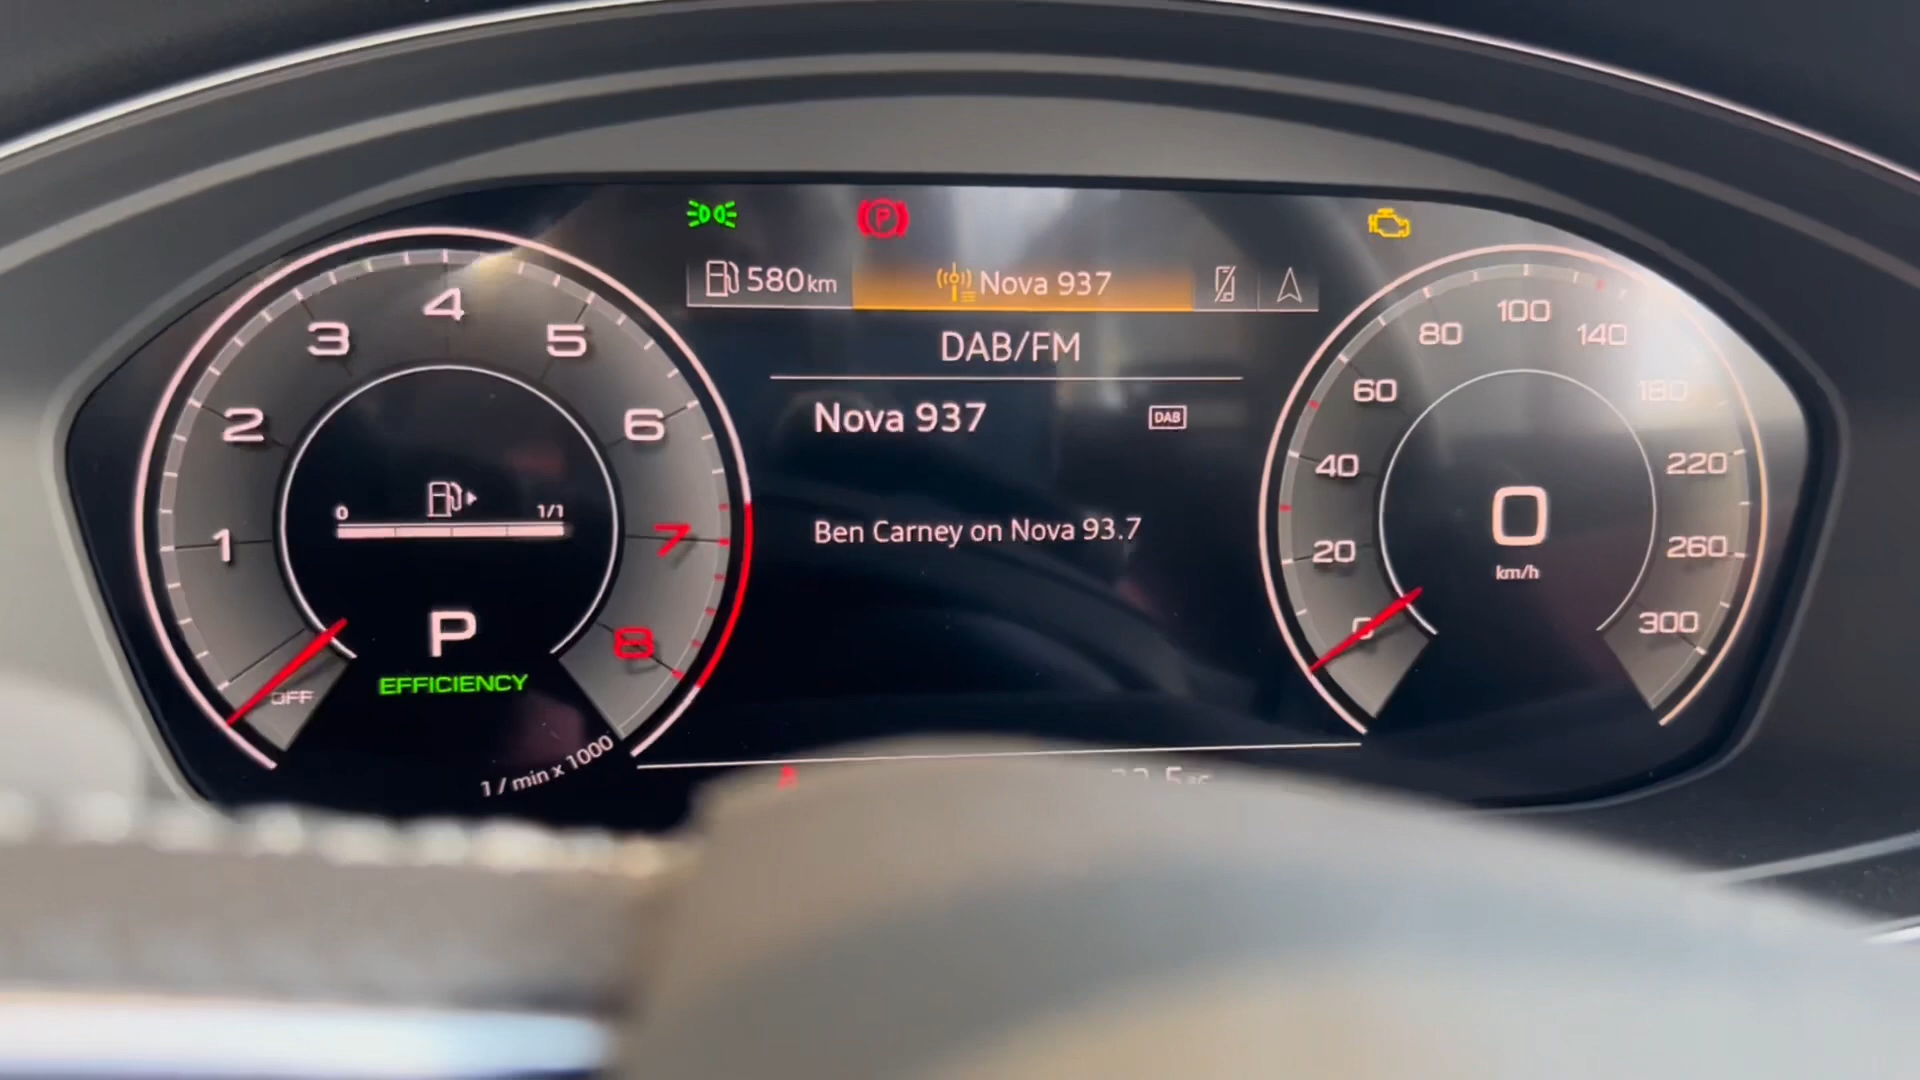 580 km
Nova 937
DAB/FM
Nova 937
DAB
Ben Carney on Nova 93.7
OFF
1
2
3
4
5
6
7
8
0
1/1
P
EFFICIENCY
1 / min x 1000
0
20
40
60
80
100
140
180
220
260
300
0
km/h
P